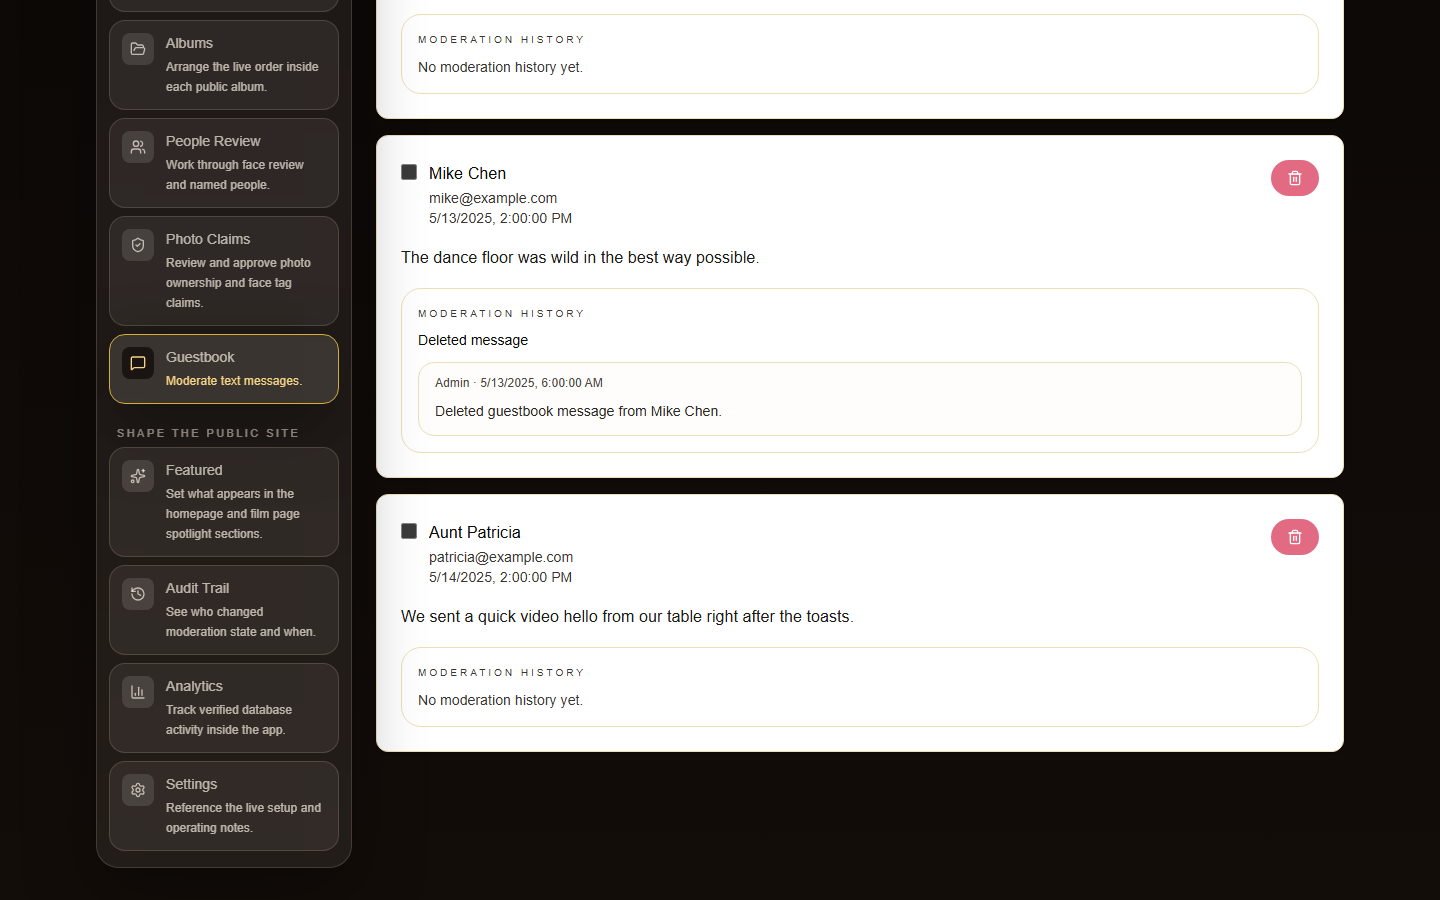 Albums
Arrange the live order inside
each public album.
People Review
Work through face review
and named people.
Photo Claims
Review and approve photo
ownership and face tag
claims.
Guestbook
Moderate text messages.
SHAPE THE PUBLIC SITE
Featured
Set what appears in the
homepage and film page
spotlight sections.
Audit Trail
See who changed
moderation state and when.
Analytics
Track verified database
activity inside the app.
Settings
Reference the live setup and
operating notes.
MODERATION HISTORY
No moderation history yet.
Mike Chen
mike@example.com
5/13/2025, 2:00:00 PM
The dance floor was wild in the best way possible.
MODERATION HISTORY
Deleted message
Admin · 5/13/2025, 6:00:00 AM
Deleted guestbook message from Mike Chen.
Aunt Patricia
patricia@example.com
5/14/2025, 2:00:00 PM
We sent a quick video hello from our table right after the toasts.
MODERATION HISTORY
No moderation history yet.